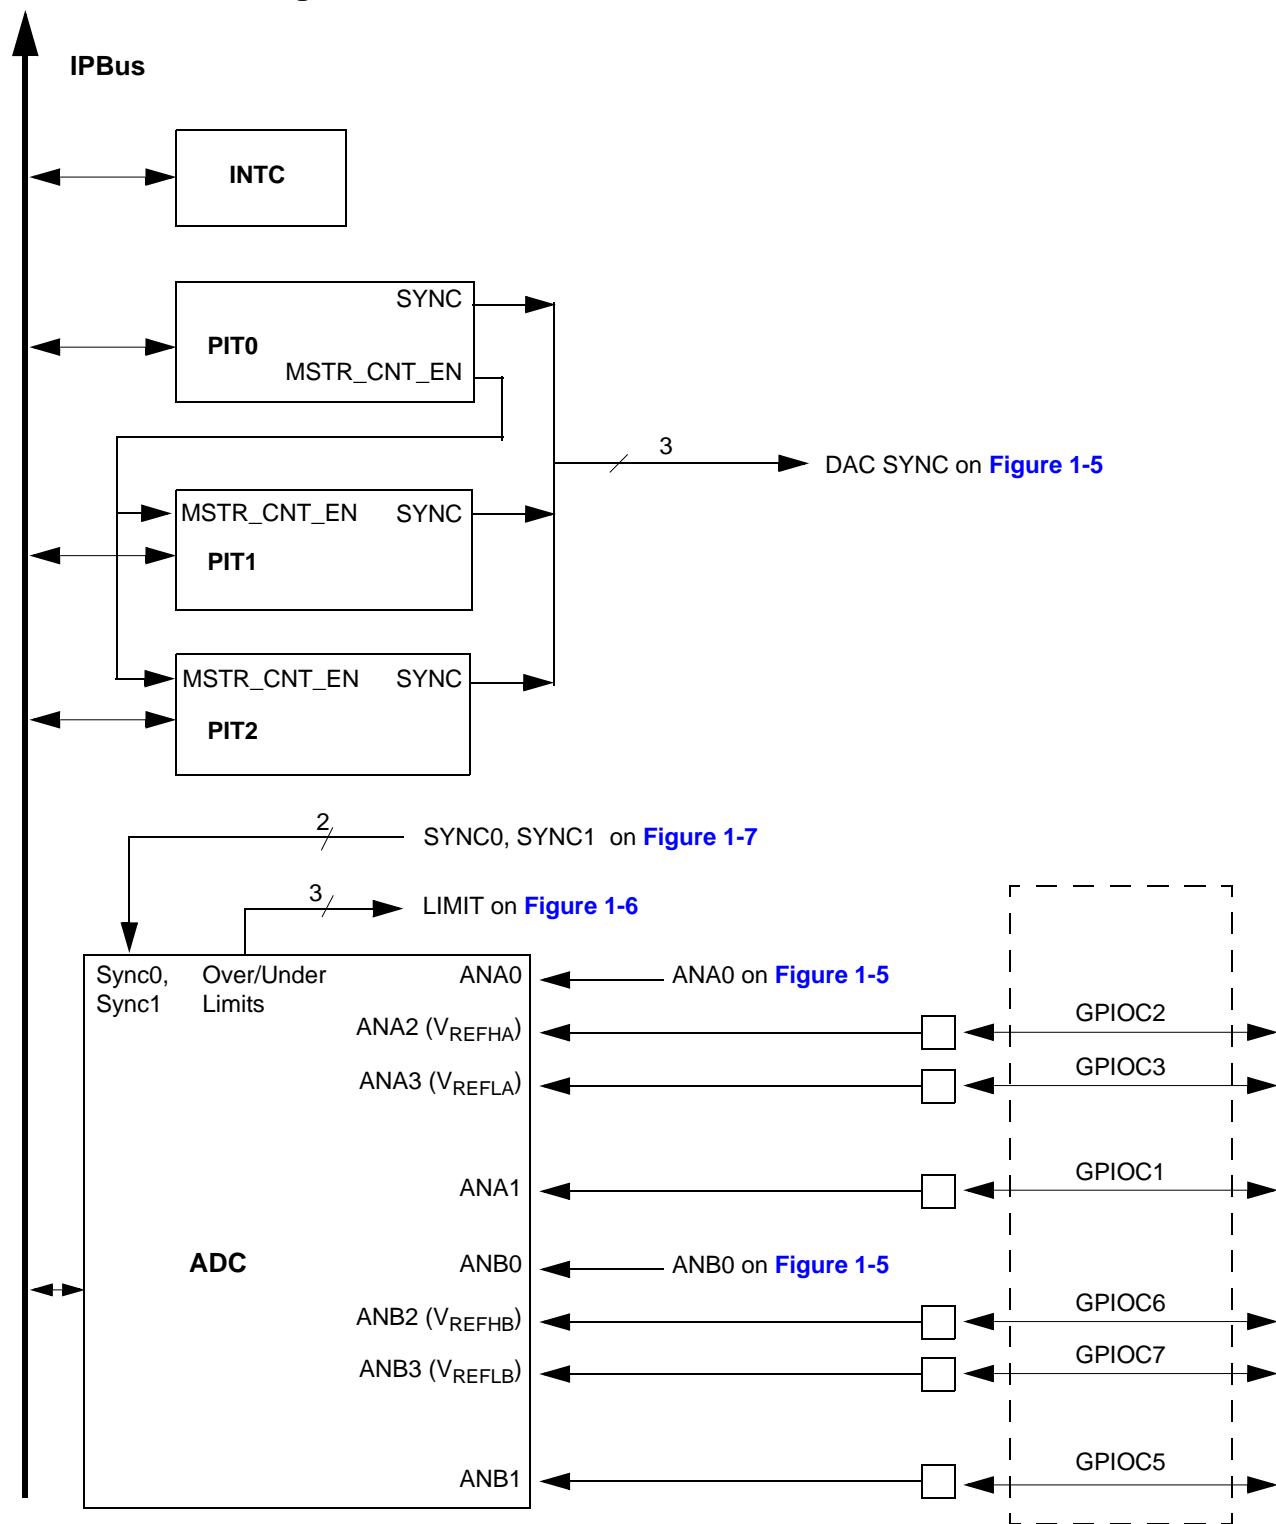 IPBus
INTC
SYNC
PIT0
MSTR_CNT_EN
3
DAC SYNC on Figure 1-5
MSTR_CNT_EN SYNC
PIT1
MSTR_CNT_EN SYNC
PIT2
2
SYNC0, SYNC1 on Figure 1-7
3
LIMIT on Figure 1-6
Sync0,
Sync1
Over/Under
Limits
ANA0
ANA0 on Figure 1-5
ANA2 (VREFHA)
GPIOC2
ANA3 (VREFLA)
GPIOC3
ANA1
GPIOC1
ADC
ANB0
ANB0 on Figure 1-5
ANB2 (VREFHB)
GPIOC6
ANB3 (VREFLB)
GPIOC7
ANB1
GPIOC5